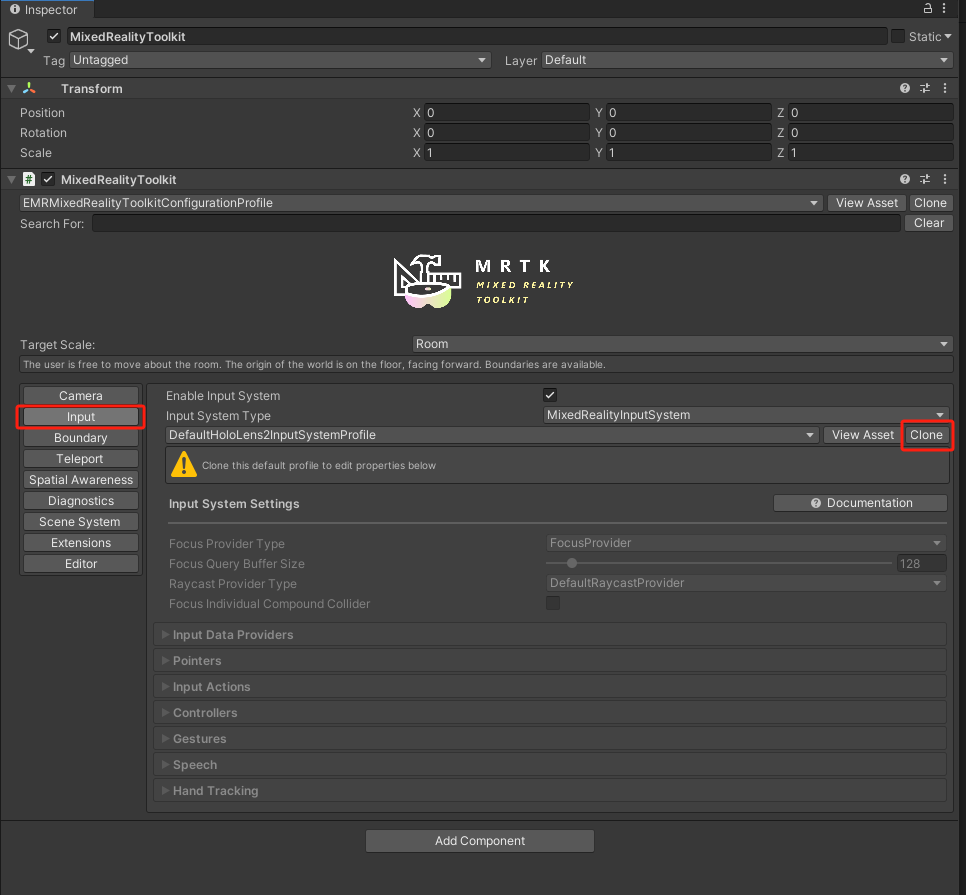 Inspector
MixedRealityToolkit Static
Tag Untagged Layer Default
Transform
Position X 0 Y 0 Z 0
Rotation X 0 Y 0 Z 0
Scale X 1 Y 1 Z 1
# MixedRealityToolkit
EMRMixedRealityToolkitConfigurationProfile View Asset Clone
Search For: Clear
MRTK
MIXED REALITY
TOOLKIT
Target Scale: Room
The user is free to move about the room. The origin of the world is on the floor, facing forward. Boundaries are available.
Camera
Input
Boundary
Teleport
Spatial Awareness
Diagnostics
Scene System
Extensions
Editor
Enable Input System
Input System Type MixedRealityInputSystem
DefaultHoloLens2InputSystemProfile View Asset Clone
Clone this default profile to edit properties below
Input System Settings Documentation
Focus Provider Type FocusProvider
Focus Query Buffer Size 128
Raycast Provider Type DefaultRaycastProvider
Focus Individual Compound Collider
Input Data Providers
Pointers
Input Actions
Controllers
Gestures
Speech
Hand Tracking
Add Component